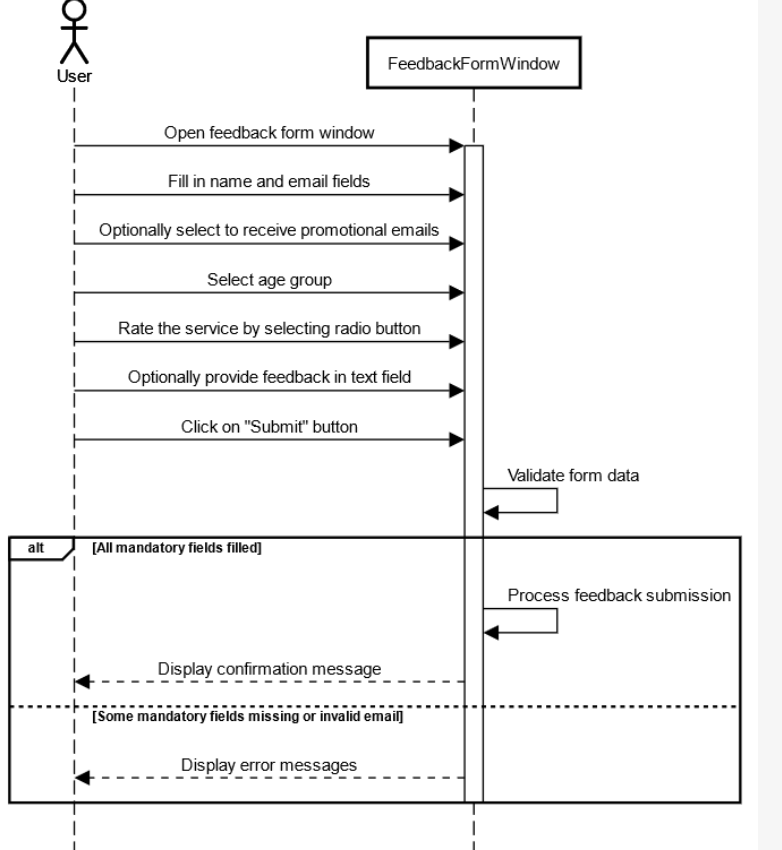 User
FeedbackFormWindow
Open feedback form window
Fill in name and email fields
Optionally select to receive promotional emails
Select age group
Rate the service by selecting radio button
Optionally provide feedback in text field
Click on "Submit" button
Validate form data
alt [All mandatory fields filled]
Process feedback submission
Display confirmation message
[Some mandatory fields missing or invalid email]
Display error messages